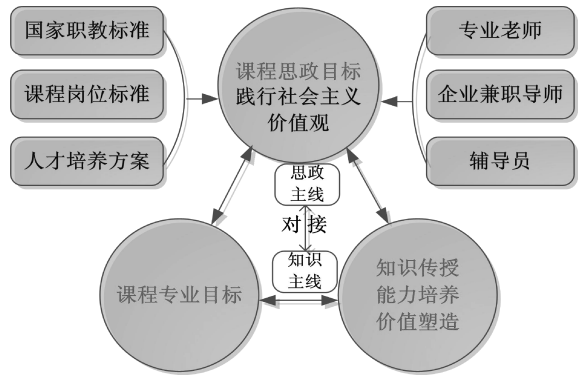 国家职教标准
课程岗位标准
人才培养方案
课程思政目标
践行社会主义
价值观
专业老师
企业兼职导师
辅导员
思政
主线
对接
知识
主线
课程专业目标
知识传授
能力培养
价值塑造